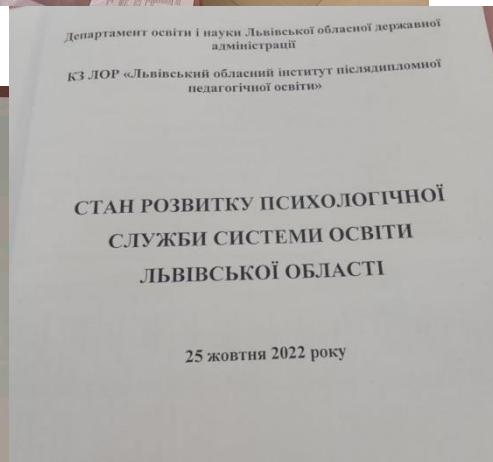 Департамент освіти і науки Львівської обласної державної
адміністрації
КЗ ЛОР «Львівський обласний інститут післядипломної
педагогічної освіти»
СТАН РОЗВИТКУ ПСИХОЛОГІЧНОЇ
СЛУЖБИ СИСТЕМИ ОСВІТИ
ЛЬВІВСЬКОЇ ОБЛАСТІ
25 жовтня 2022 року